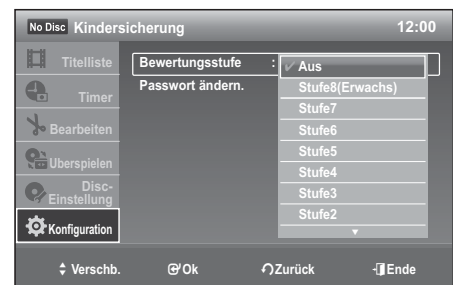 No Disc Kindersicherung 12:00
Titelliste
Timer
Bearbeiten
Uberspielen
Disc-
Einstellung
Konfiguration
Bewertungsstufe : Aus
Passwort ändern.
Stufe8(Erwachs)
Stufe7
Stufe6
Stufe5
Stufe4
Stufe3
Stufe2
Verschb. Ok Zurück Ende